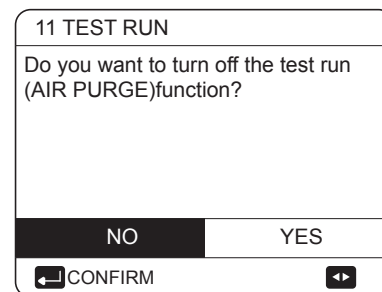 11 TEST RUN
Do you want to turn off the test run
(AIR PURGE)function?
NO YES
CONFIRM